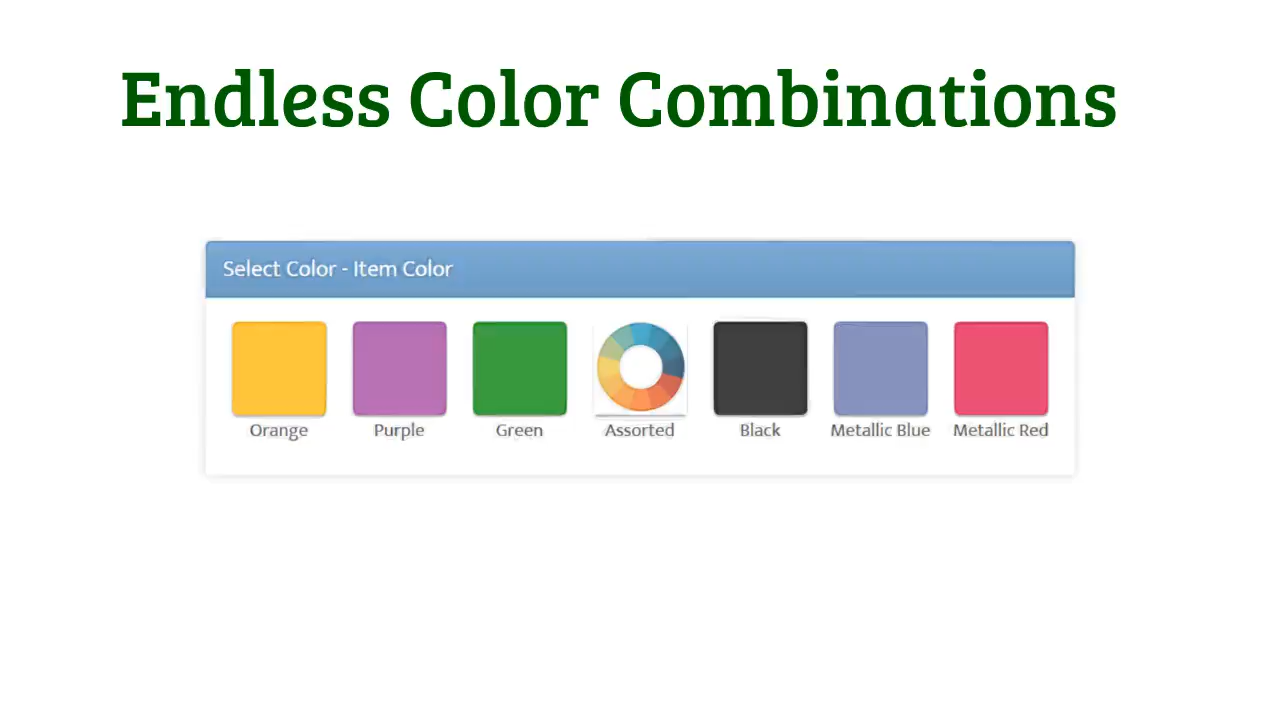 Endless Color Combinations
Select Color - Item Color
Orange Purple Green Assorted Black Metallic Blue Metallic Red